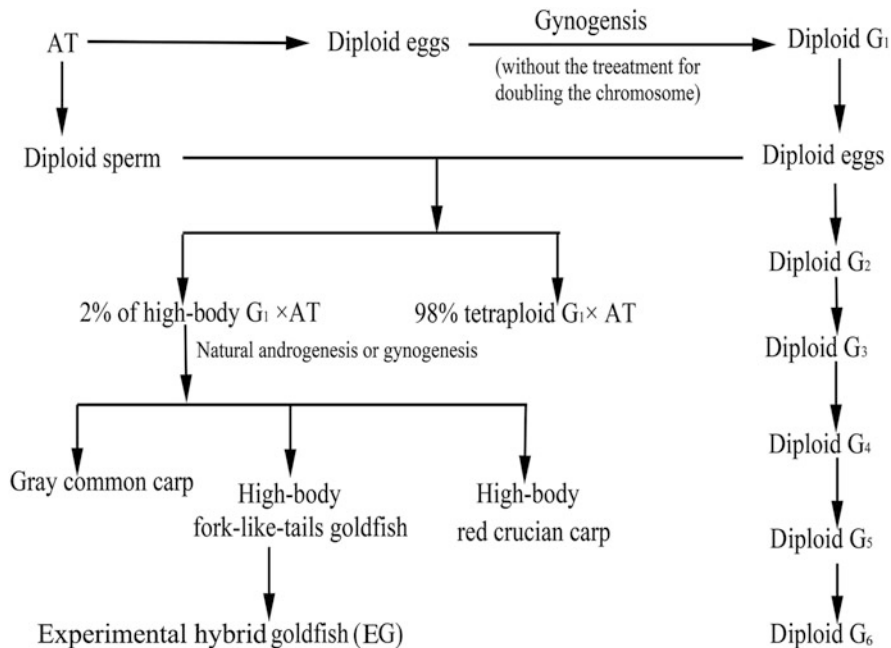 AT
Diploid eggs
Gynogensis
(without the treeatment for
doubling the chromosome)
Diploid G₁
Diploid sperm
Diploid eggs
Diploid G₂
2% of high-body G₁ ×AT
98% tetraploid G₁× AT
Natural androgenesis or gynogenesis
Diploid G₃
Diploid G₄
Gray common carp
High-body
fork-like-tails goldfish
High-body
red crucian carp
Diploid G₅
Experimental hybrid goldfish (EG)
Diploid G₆